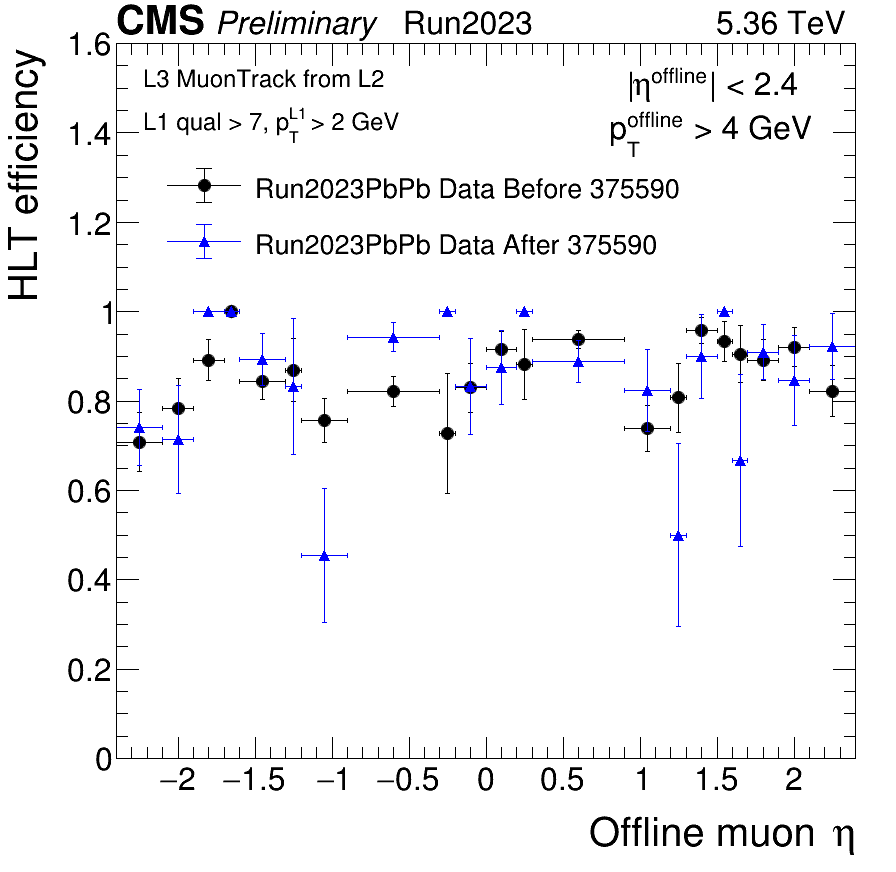 CMS Preliminary Run2023 5.36 TeV
HLT efficiency
L3 MuonTrack from L2
|η^offline| < 2.4
L1 qual > 7, p_T^L1 > 2 GeV
p_T^offline > 4 GeV
Run2023PbPb Data Before 375590
Run2023PbPb Data After 375590
1.6
1.4
1.2
1
0.8
0.6
0.4
0.2
0
−2 −1.5 −1 −0.5 0 0.5 1 1.5 2
Offline muon η